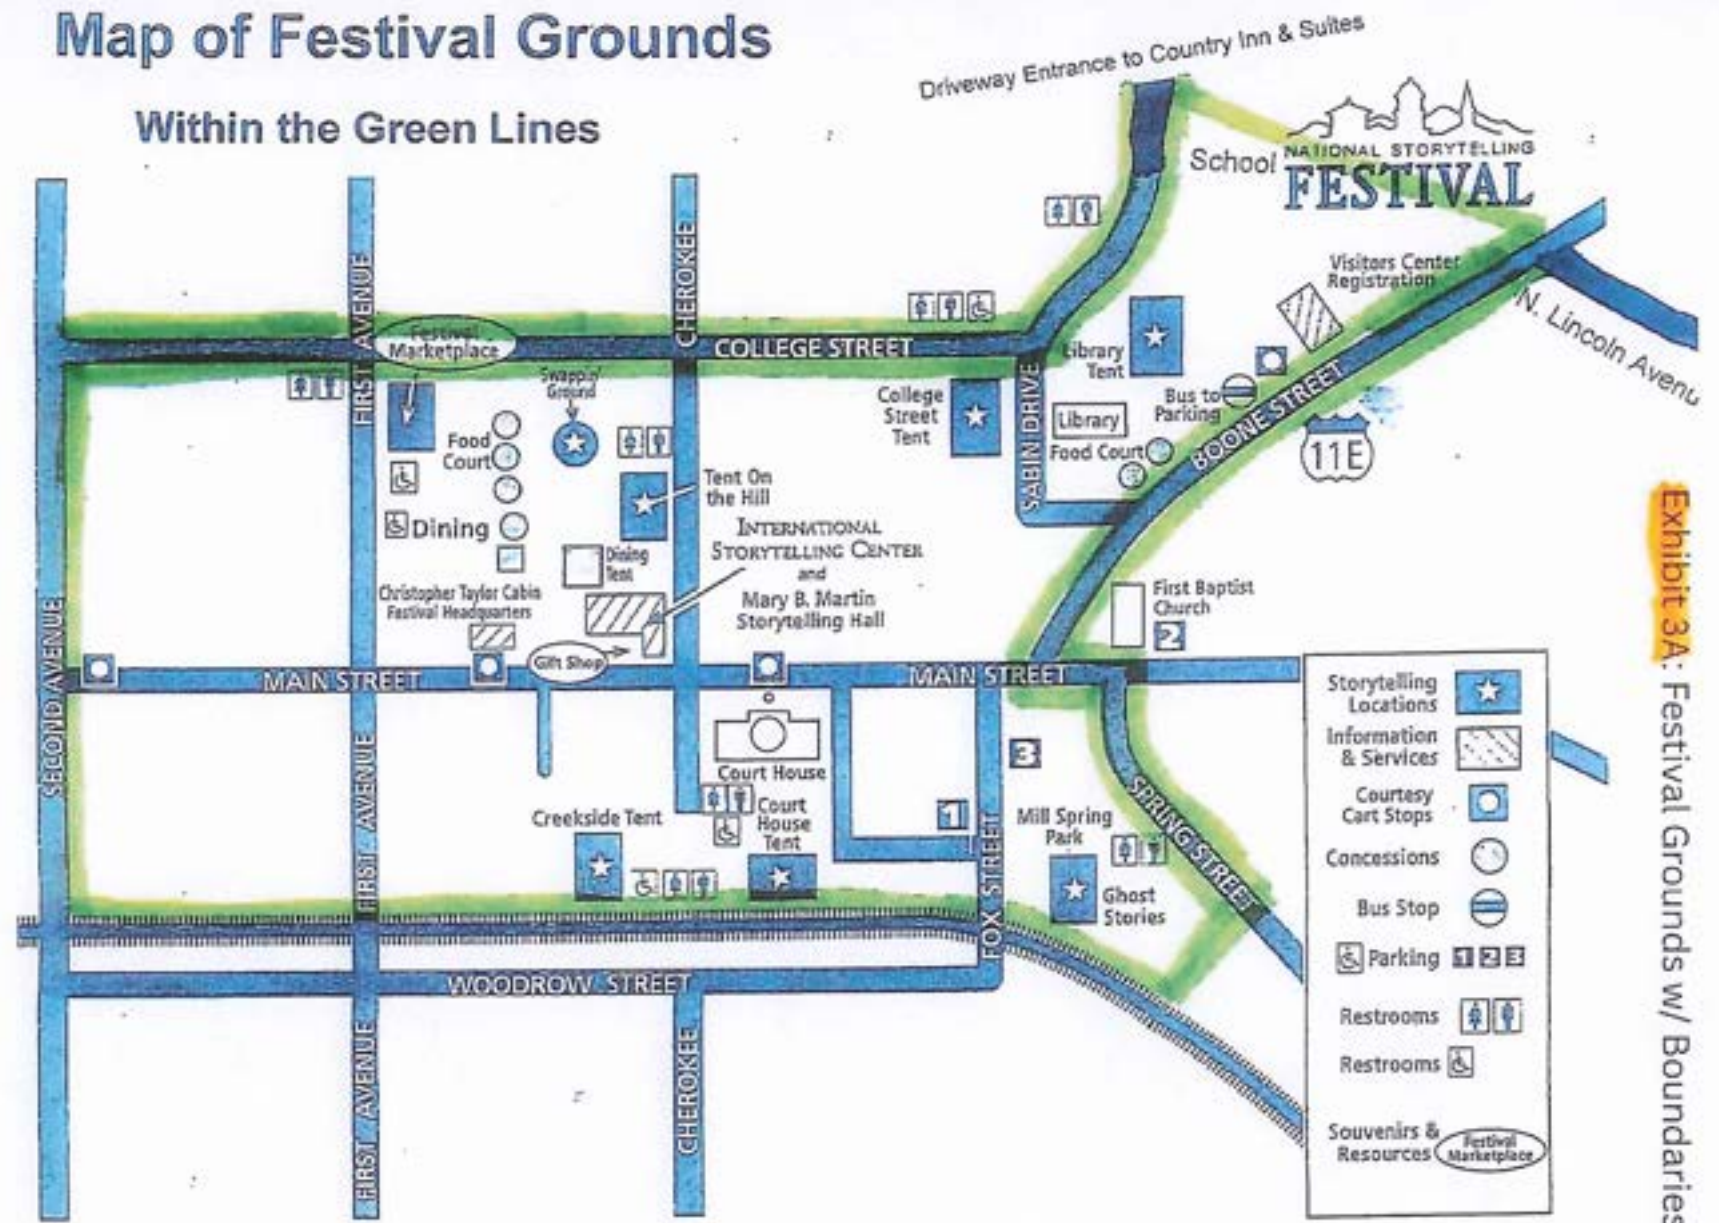 Map of Festival Grounds
Within the Green Lines
Driveway Entrance to Country Inn & Suites
School
NATIONAL STORYTELLING
FESTIVAL
Visitors Center
Registration
N. Lincoln Avenu
FIRST AVENUE
CHEROKEE
Festival
Marketplace
COLLEGE STREET
Swappin'
Ground
Library
Tent
College
Street
Tent
SABIN DRIVE
Bus to
Parking
Library
Food Court
BOONE STREET
11E
Food
Court
Tent On
the Hill
Dining
INTERNATIONAL
STORYTELLING CENTER
and
Mary B. Martin
Storytelling Hall
Dining
Tent
Christopher Taylor Cabin
Festival Headquarters
First Baptist
Church
2
SECOND AVENUE
Gift Shop
MAIN STREET
MAIN STREET
Court House
3
FIRST AVENUE
Creekside Tent
Court
House
Tent
1
FOX STREET
Mill Spring
Park
SPRING STREET
Ghost
Stories
WOODROW STREET
FIRST AVENUE
CHEROKEE
Storytelling
Locations
Information
& Services
Courtesy
Cart Stops
Concessions
Bus Stop
Parking 1 2 3
Restrooms
Restrooms
Souvenirs &
Resources
Festival
Marketplace
Exhibit 3A: Festival Grounds w/ Boundaries